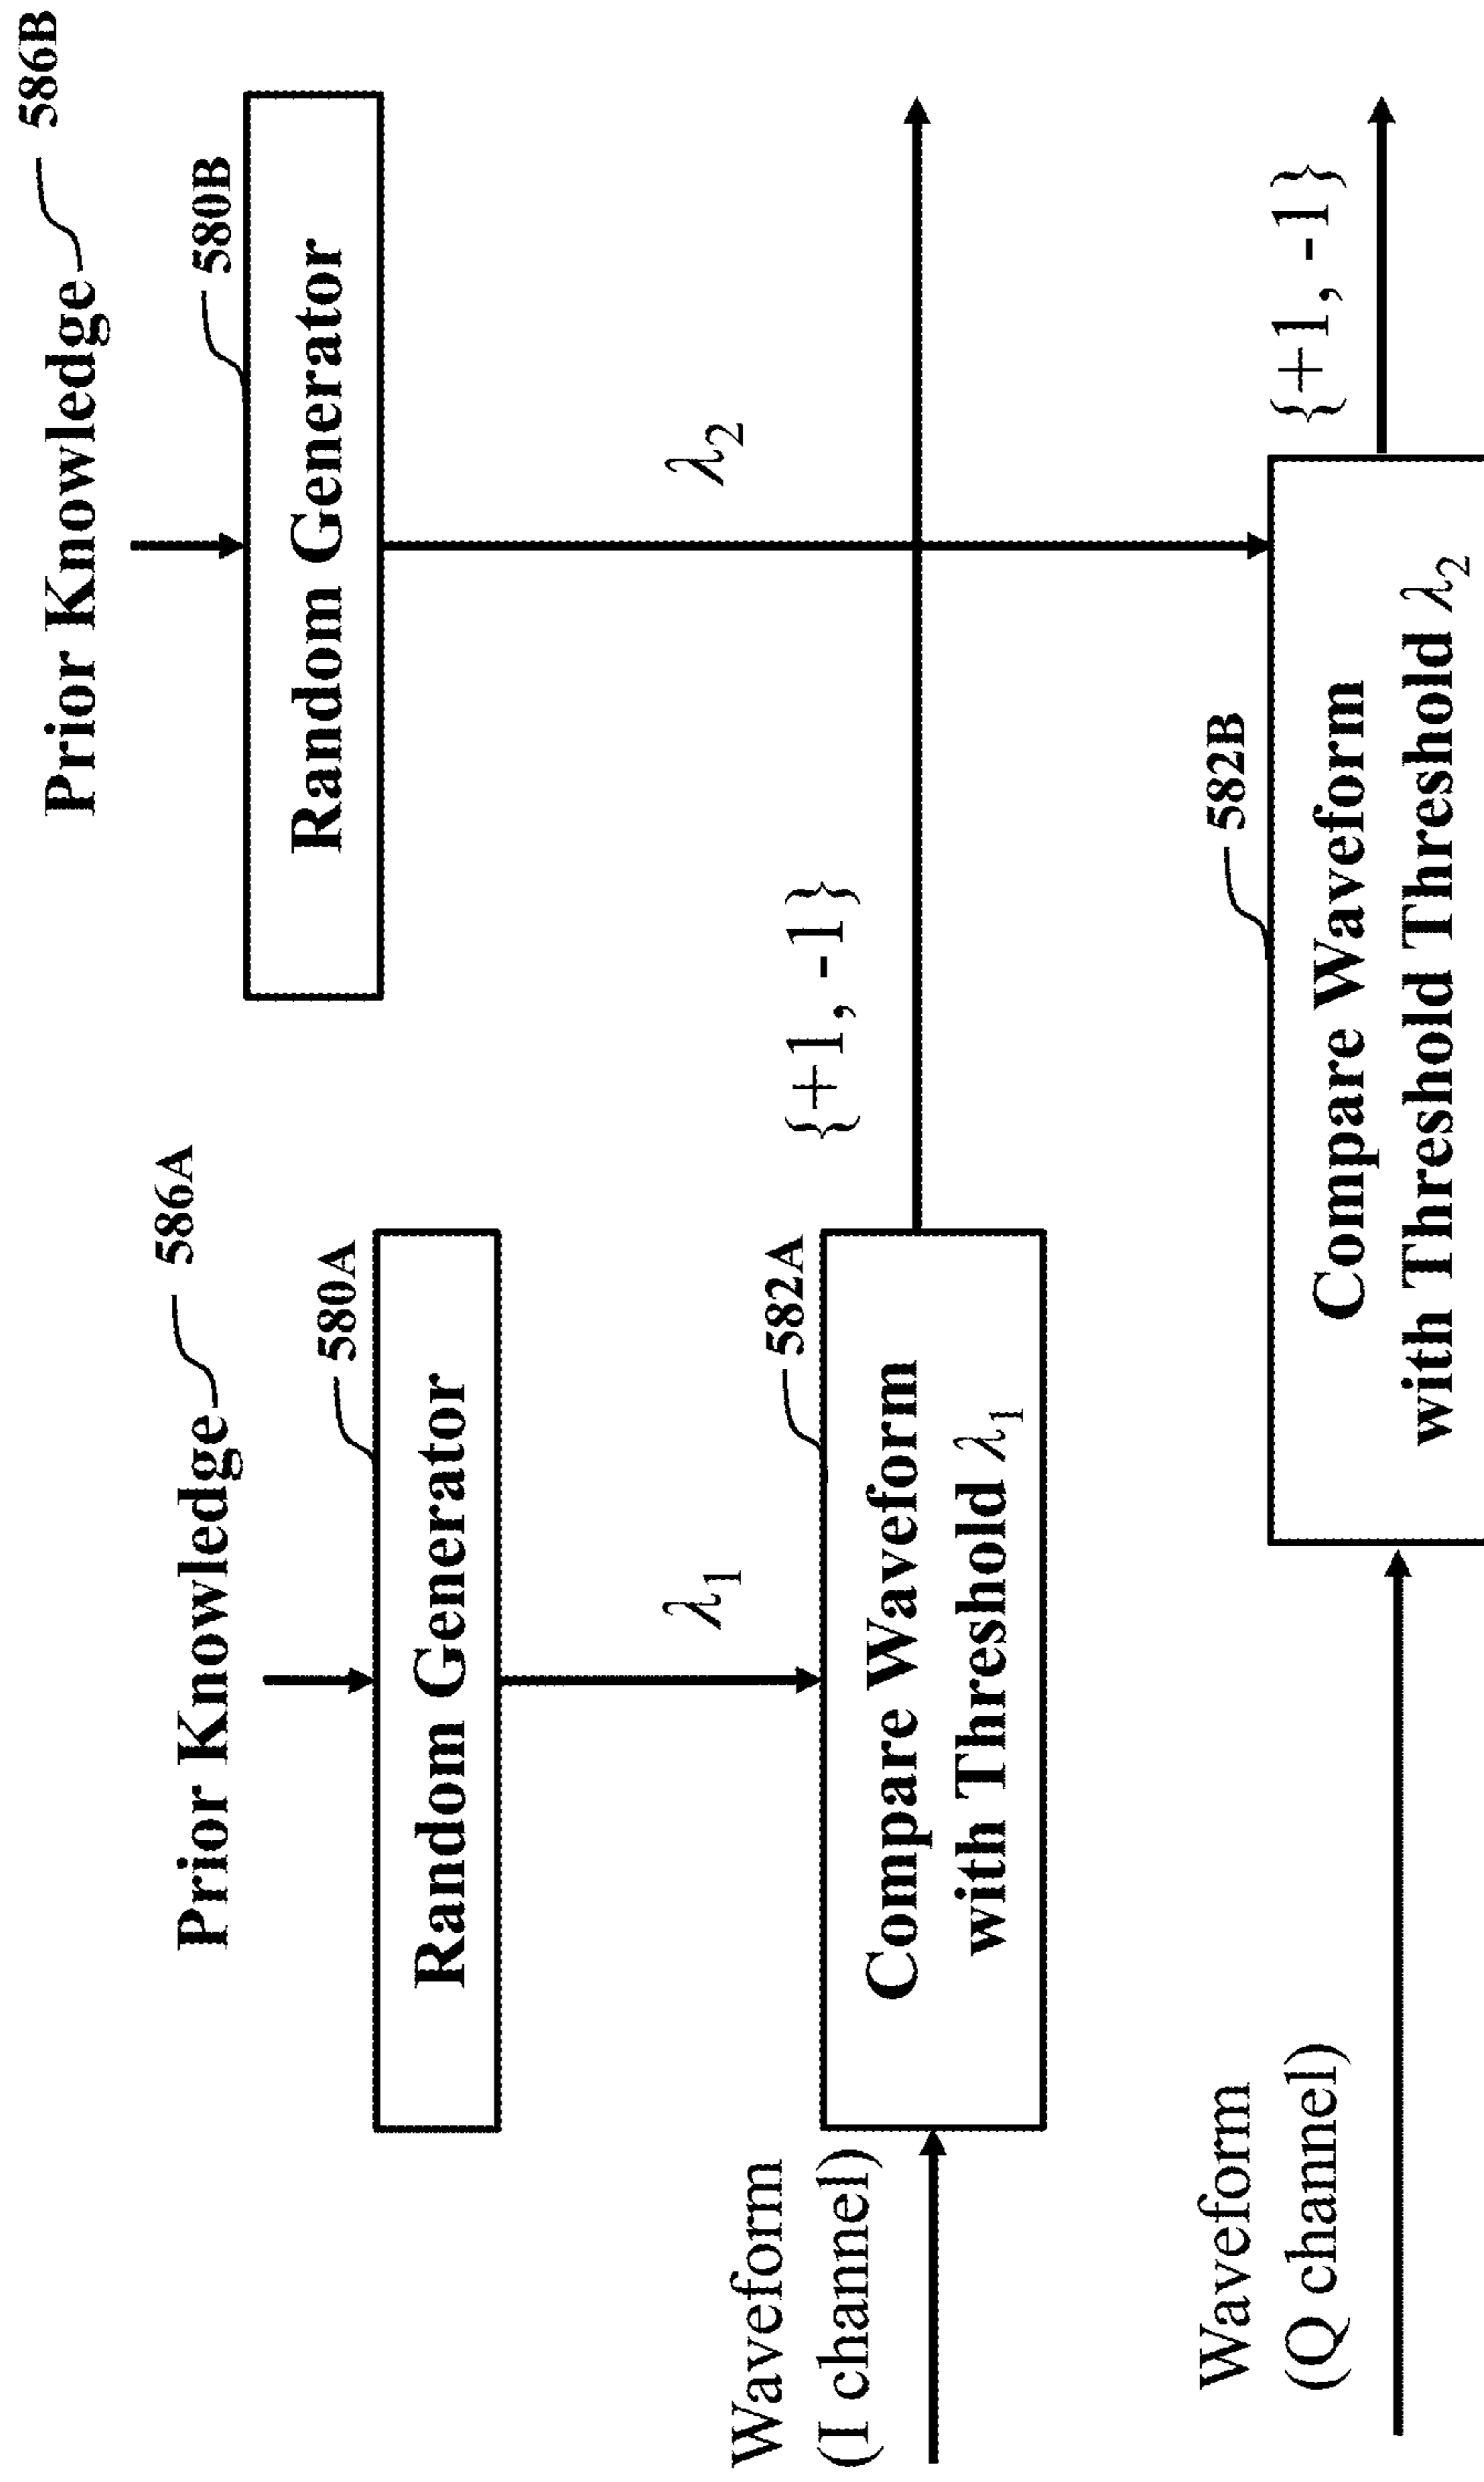 Prior Knowledge
586A
580A
Random Generator
λ₁
582A
Compare Waveform
with Threshold λ₁
Waveform
(I channel)
{+1, -1}
Prior Knowledge
586B
580B
Random Generator
λ₂
582B
Compare Waveform
with Threshold Threshold λ₂
Waveform
(Q channel)
{+1, -1}